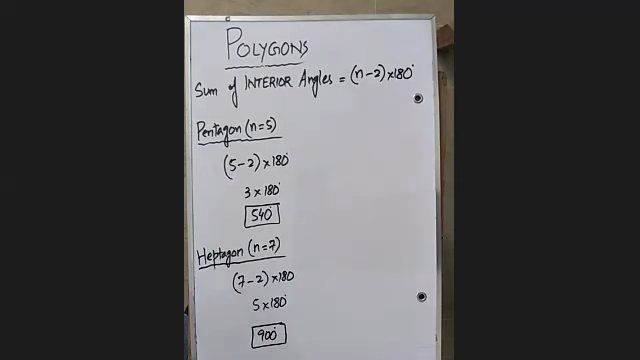 POLYGONS
Sum of INTERIOR Angles = (n-2)×180°
Pentagon (n=5)
(5-2)×180°
3×180°
540°
Heptagon (n=7)
(7-2)×180
5×180°
900°